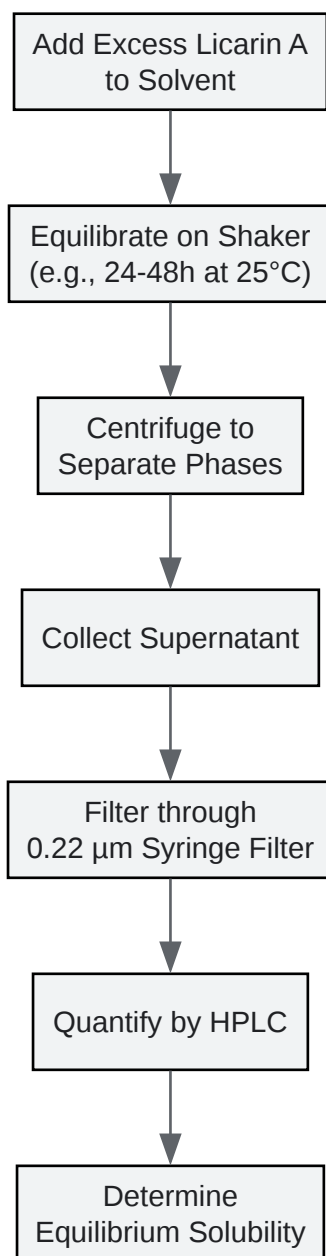 Add Excess Licarin A
to Solvent
Equilibrate on Shaker
(e.g., 24-48h at 25°C)
Centrifuge to
Separate Phases
Collect Supernatant
Filter through
0.22 µm Syringe Filter
Quantify by HPLC
Determine
Equilibrium Solubility